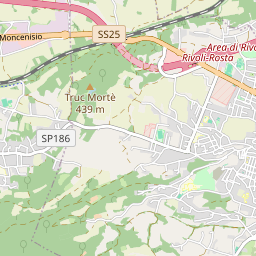 Moncenisio
SS25
Area di Rivo
Rivoli-Rosta
Truc Mortè
439 m
SP186